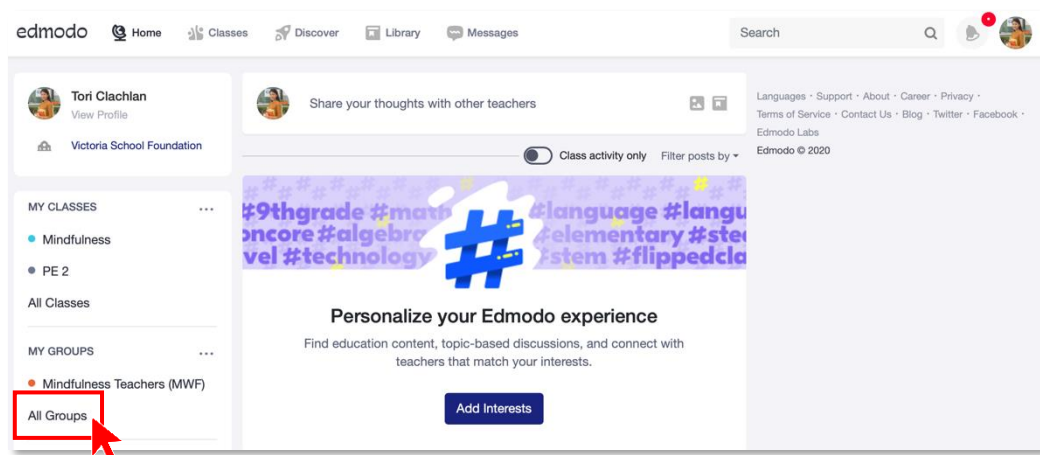 edmodo Home Classes Discover Library Messages Search
Tori Clachlan
View Profile
Victoria School Foundation
MY CLASSES ...
Mindfulness
PE 2
All Classes
MY GROUPS ...
Mindfulness Teachers (MWF)
All Groups
Share your thoughts with other teachers
Class activity only Filter posts by
#9thgrade #math #language #langu
oncore #algebra #elementary #ste
vel #technology #stem #flippedcla
Personalize your Edmodo experience
Find education content, topic-based discussions, and connect with
teachers that match your interests.
Add Interests
Languages · Support · About · Career · Privacy ·
Terms of Service · Contact Us · Blog · Twitter · Facebook ·
Edmodo Labs
Edmodo © 2020